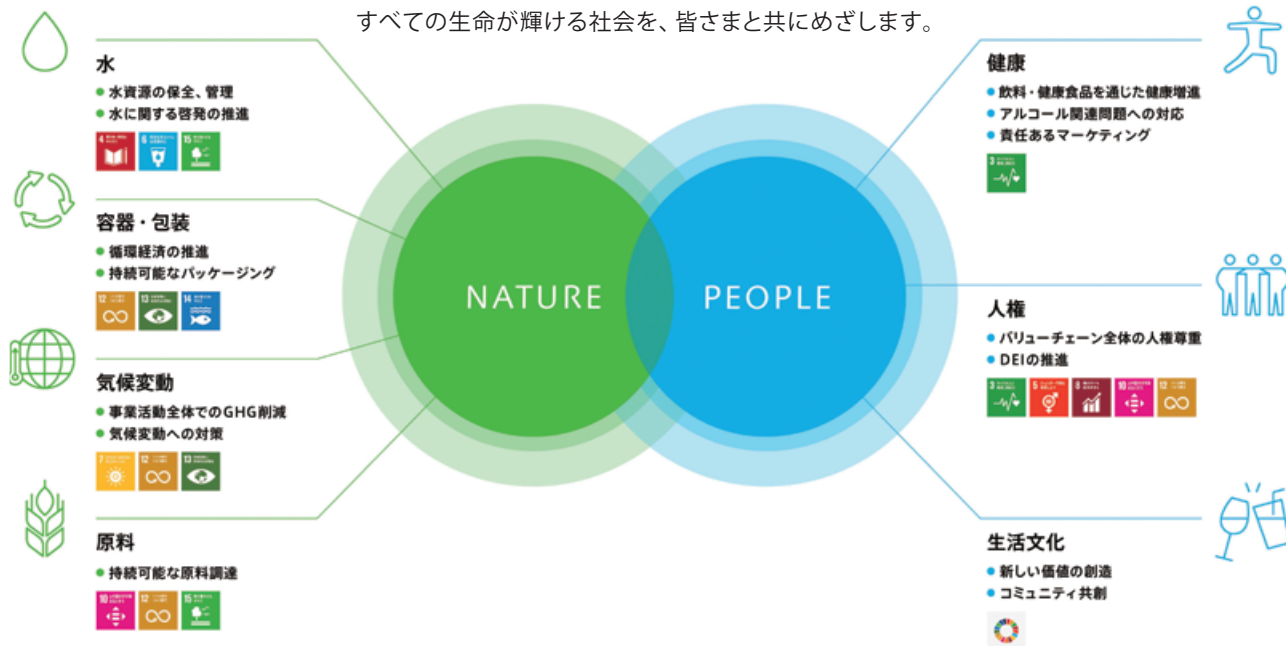 すべての生命が輝ける社会を、皆さまと共にめざします。
水
● 水資源の保全、管理
● 水に関する啓発の推進
4
6
15
容器・包装
● 循環経済の推進
● 持続可能なパッケージング
12
13
14
気候変動
● 事業活動全体でのGHG削減
● 気候変動への対策
7
12
13
原料
● 持続可能な原料調達
10
12
15
NATURE
PEOPLE
健康
● 飲料・健康食品を通じた健康増進
● アルコール関連問題への対応
● 責任あるマーケティング
3
人権
● バリューチェーン全体の人権尊重
● DEIの推進
3
5
8
10
12
生活文化
● 新しい価値の創造
● コミュニティ共創